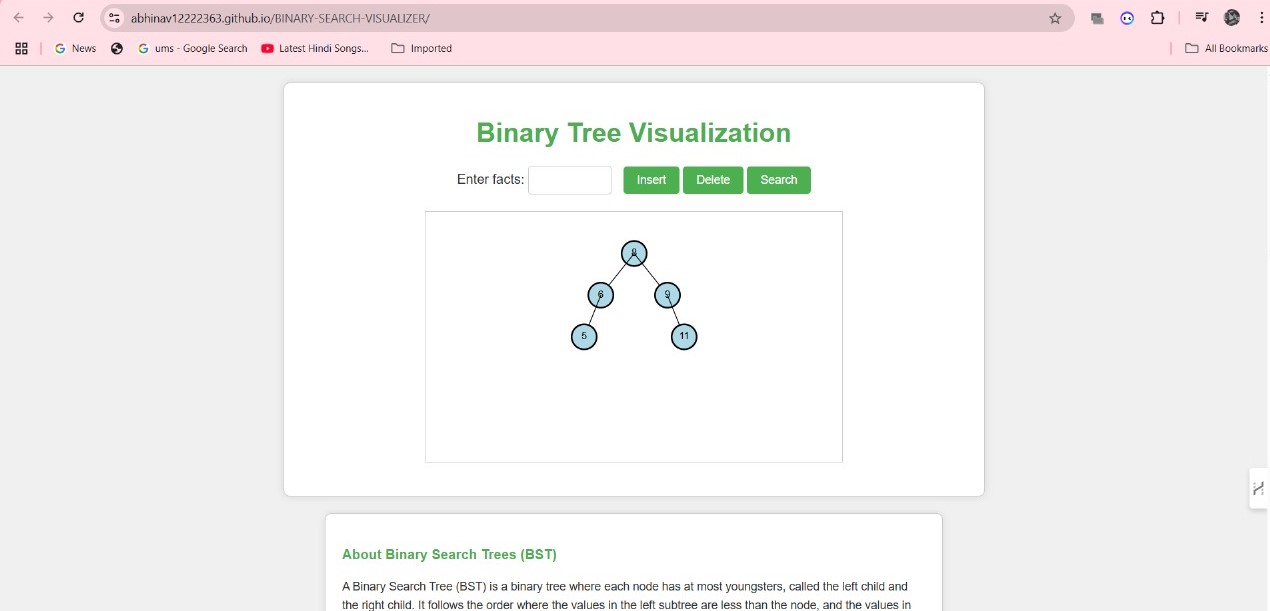 abhinav12222363.github.io/BINARY-SEARCH-VISUALIZER/
News
ums - Google Search
Latest Hindi Songs...
Imported
All Bookmarks
Binary Tree Visualization
Enter facts: Insert Delete Search
8
6 9
5 11
About Binary Search Trees (BST)
A Binary Search Tree (BST) is a binary tree where each node has at most youngsters, called the left child and
the right child. It follows the order where the values in the left subtree are less than the node, and the values in